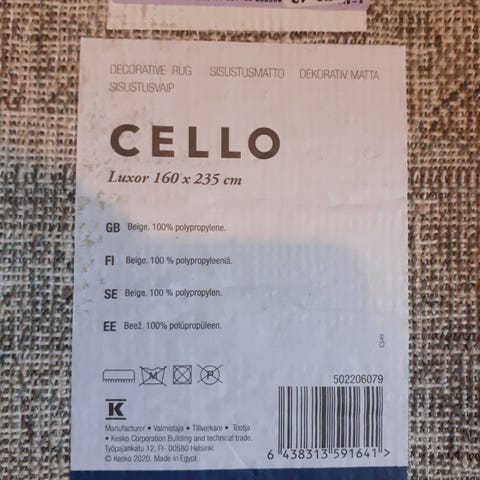 DECORATIVE RUG SISUSTUSMATTO DEKORATIV MATTA
SISUSTUSVAIP
CELLO
Luxor 160 x 235 cm
GB Beige. 100% polypropylene.
FI Beige. 100 % polypropyleeniä.
SE Beige. 100 % polypropylen.
EE Beež. 100% polüpropüleen.
CS49
502206079
K
Manufacturer • Valmistaja • Tillverkare • Tootja
• Kesko Corporation Building and technical trade,
Työpajankatu 12, FI- 00580 Helsinki
© Kesko 2020. Made in Egypt.
6 438313 591641 >